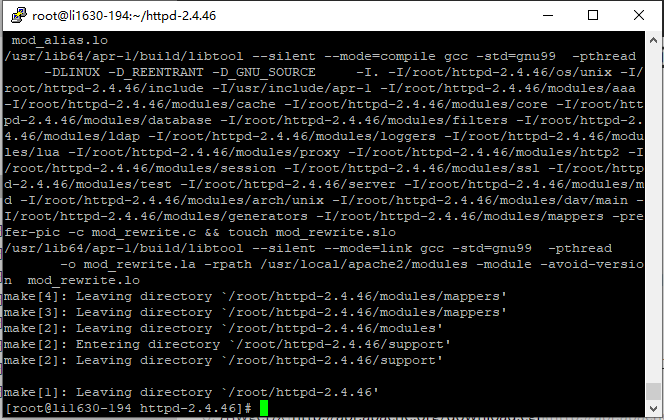 root@li1630-194:~/httpd-2.4.46
mod_alias.lo
/usr/lib64/apr-1/build/libtool --silent --mode=compile gcc -std=gnu99  -pthread
     -DLINUX -D_REENTRANT -D_GNU_SOURCE     -I. -I/root/httpd-2.4.46/os/unix -I/
root/httpd-2.4.46/include -I/usr/include/apr-1 -I/root/httpd-2.4.46/modules/aaa
-I/root/httpd-2.4.46/modules/cache -I/root/httpd-2.4.46/modules/core -I/root/htt
pd-2.4.46/modules/database -I/root/httpd-2.4.46/modules/filters -I/root/httpd-2.
4.46/modules/ldap -I/root/httpd-2.4.46/modules/loggers -I/root/httpd-2.4.46/modu
les/lua -I/root/httpd-2.4.46/modules/proxy -I/root/httpd-2.4.46/modules/http2 -I
/root/httpd-2.4.46/modules/session -I/root/httpd-2.4.46/modules/ssl -I/root/http
d-2.4.46/modules/test -I/root/httpd-2.4.46/server -I/root/httpd-2.4.46/modules/m
d -I/root/httpd-2.4.46/modules/arch/unix -I/root/httpd-2.4.46/modules/dav/main -
I/root/httpd-2.4.46/modules/generators -I/root/httpd-2.4.46/modules/mappers -pre
fer-pic -c mod_rewrite.c && touch mod_rewrite.slo
/usr/lib64/apr-1/build/libtool --silent --mode=link gcc -std=gnu99  -pthread
       -o mod_rewrite.la -rpath /usr/local/apache2/modules -module -avoid-versio
n  mod_rewrite.lo
make[4]: Leaving directory `/root/httpd-2.4.46/modules/mappers'
make[3]: Leaving directory `/root/httpd-2.4.46/modules/mappers'
make[2]: Leaving directory `/root/httpd-2.4.46/modules'
make[2]: Entering directory `/root/httpd-2.4.46/support'
make[2]: Leaving directory `/root/httpd-2.4.46/support'
make[1]: Leaving directory `/root/httpd-2.4.46'
[root@li1630-194 httpd-2.4.46]#